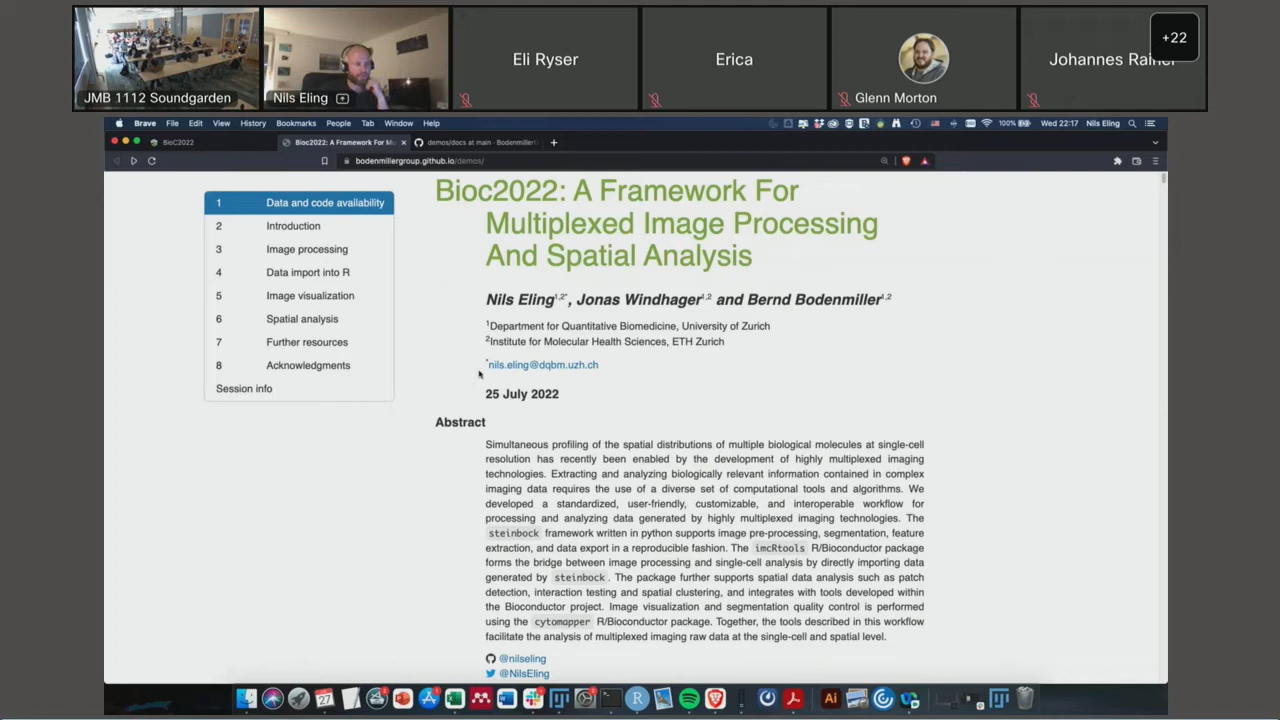 JMB 1112 Soundgarden
Nils Eling
Eli Ryser
Erica
Glenn Morton
Johannes
+22
Brave File Edit View History Bookmarks People Tab Window Help
100% Wed 22:17 Nils Eling
BioC2022
Bioc2022: A Framework For Mu
demos/docs at main · Bodenmiller
bodenmillergroup.github.io/demos/
1 Data and code availability
2 Introduction
3 Image processing
4 Data import into R
5 Image visualization
6 Spatial analysis
7 Further resources
8 Acknowledgments
Session info
Bioc2022: A Framework For
Multiplexed Image Processing
And Spatial Analysis
Nils Eling1,2*, Jonas Windhager1,2 and Bernd Bodenmiller1,2
1Department for Quantitative Biomedicine, University of Zurich
2Institute for Molecular Health Sciences, ETH Zurich
*nils.eling@dqbm.uzh.ch
25 July 2022
Abstract
Simultaneous profiling of the spatial distributions of multiple biological molecules at single-cell
resolution has recently been enabled by the development of highly multiplexed imaging
technologies. Extracting and analyzing biologically relevant information contained in complex
imaging data requires the use of a diverse set of computational tools and algorithms. We
developed a standardized, user-friendly, customizable, and interoperable workflow for
processing and analyzing data generated by highly multiplexed imaging technologies. The
steinbock framework written in python supports image pre-processing, segmentation, feature
extraction, and data export in a reproducible fashion. The imcRtools R/Bioconductor package
forms the bridge between image processing and single-cell analysis by directly importing data
generated by steinbock. The package further supports spatial data analysis such as patch
detection, interaction testing and spatial clustering, and integrates with tools developed within
the Bioconductor project. Image visualization and segmentation quality control is performed
using the cytomapper R/Bioconductor package. Together, the tools described in this workflow
facilitate the analysis of multiplexed imaging raw data at the single-cell and spatial level.
@nilseling
@NilsEling